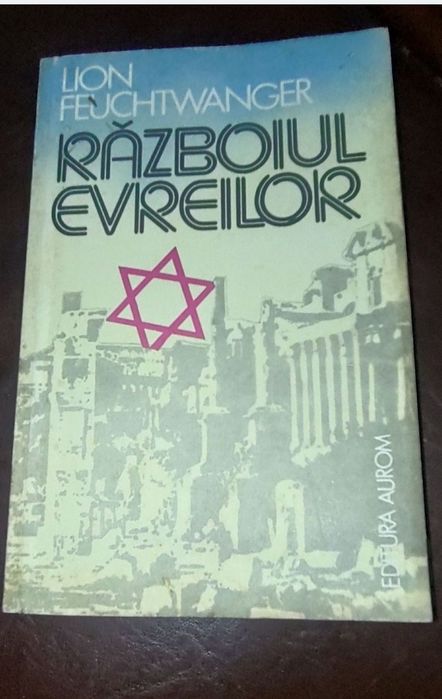 LION
FEUCHTWANGER
RĂZBOIUL
EVREILOR
EDITURA AUROM